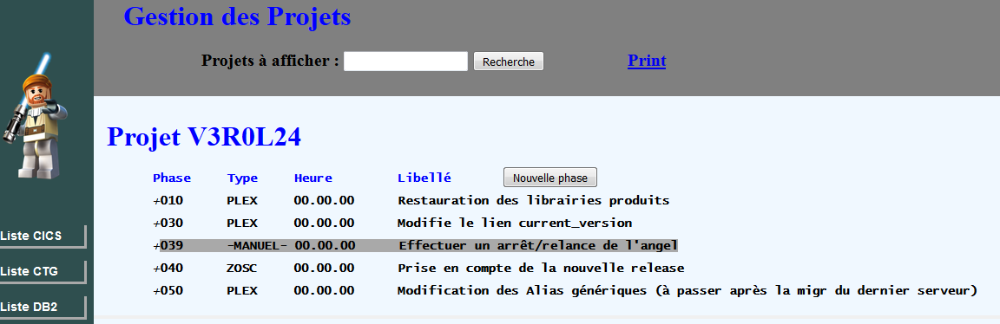 Gestion des Projets
Projets à afficher : Recherche Print
Projet V3R0L24
Phase Type Heure Libellé Nouvelle phase
+010 PLEX 00.00.00 Restauration des librairies produits
+030 PLEX 00.00.00 Modifie le lien current_version
+039 -MANUEL- 00.00.00 Effectuer un arrêt/relance de l'angel
+040 ZOSC 00.00.00 Prise en compte de la nouvelle release
+050 PLEX 00.00.00 Modification des Alias génériques (à passer après la migr du dernier serveur)
Liste CICS
Liste CTG
Liste DB2